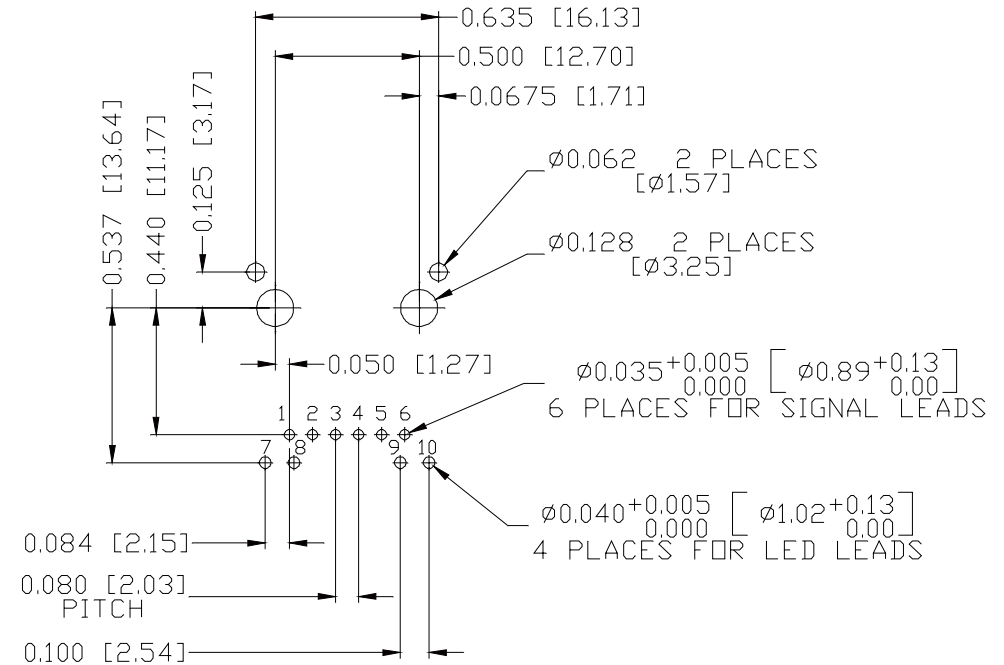 0.635 [16.13]
0.500 [12.70]
0.0675 [1.71]
0.537 [13.64]
0.440 [11.17]
0.125 [3.17]
ø0.062 2 PLACES
[ø1.57]
ø0.128 2 PLACES
[ø3.25]
0.050 [1.27]
ø0.035+0.005 [ ø0.89+0.13 ]
0.000 0.00
6 PLACES FOR SIGNAL LEADS
1 2 3 4 5 6
7 8 9 10
ø0.040+0.005 [ ø1.02+0.13 ]
0.000 0.00
4 PLACES FOR LED LEADS
0.084 [2.15]
0.080 [2.03]
PITCH
0.100 [2.54]